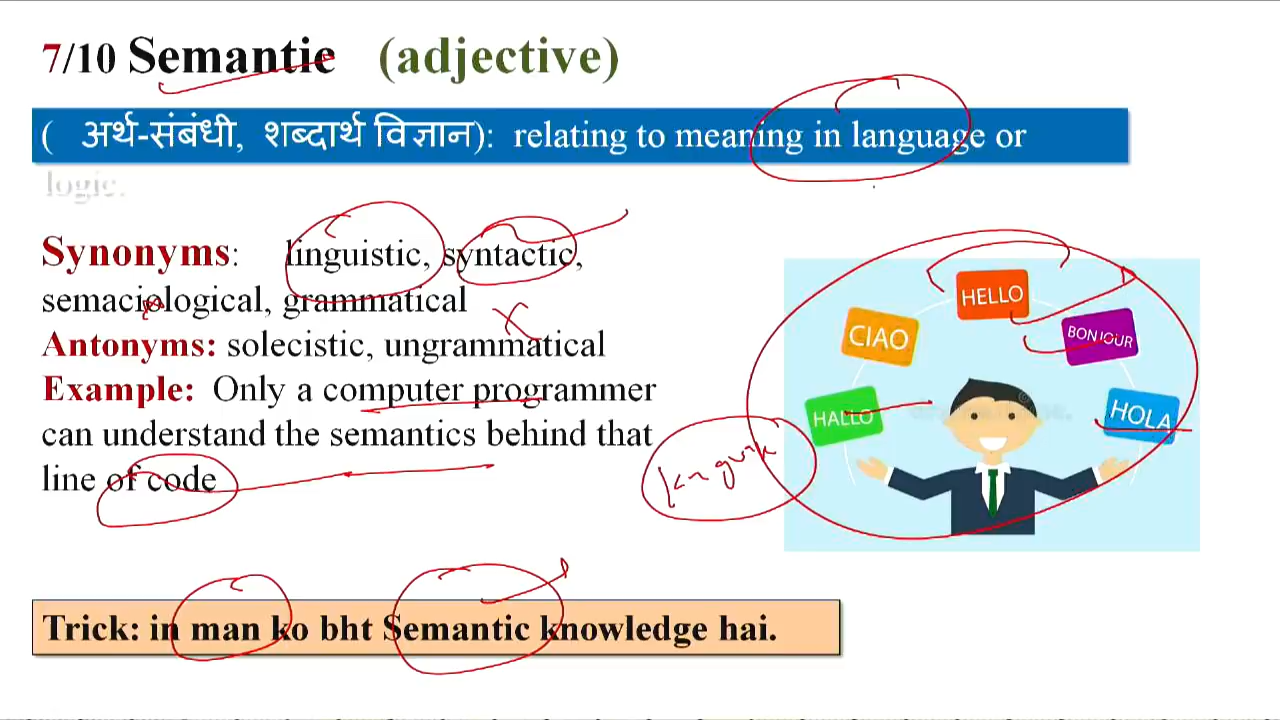 7/10 Semantie (adjective)
( अर्थ-संबंधी, शब्दार्थ विज्ञान): relating to meaning in language or
logic.
Synonyms: linguistic, syntactic,
semaciological, grammatical
Antonyms: solecistic, ungrammatical
Example: Only a computer programmer
can understand the semantics behind that
line of code
HELLO
CIAO
BONJOUR
HALLO
HOLA
Trick: in man ko bht Semantic knowledge hai.